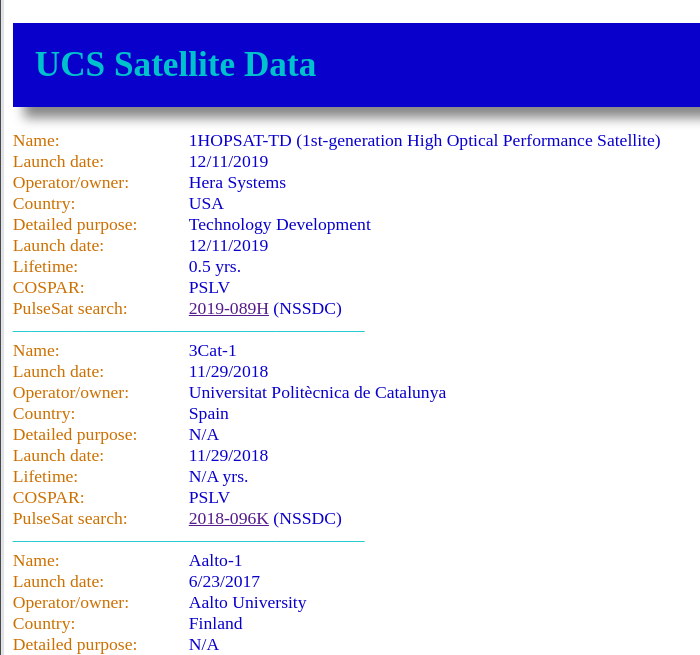 UCS Satellite Data
Name: 1HOPSAT-TD (1st-generation High Optical Performance Satellite)
Launch date: 12/11/2019
Operator/owner: Hera Systems
Country: USA
Detailed purpose: Technology Development
Launch date: 12/11/2019
Lifetime: 0.5 yrs.
COSPAR: PSLV
PulseSat search: 2019-089H (NSSDC)
Name: 3Cat-1
Launch date: 11/29/2018
Operator/owner: Universitat Politècnica de Catalunya
Country: Spain
Detailed purpose: N/A
Launch date: 11/29/2018
Lifetime: N/A yrs.
COSPAR: PSLV
PulseSat search: 2018-096K (NSSDC)
Name: Aalto-1
Launch date: 6/23/2017
Operator/owner: Aalto University
Country: Finland
Detailed purpose: N/A